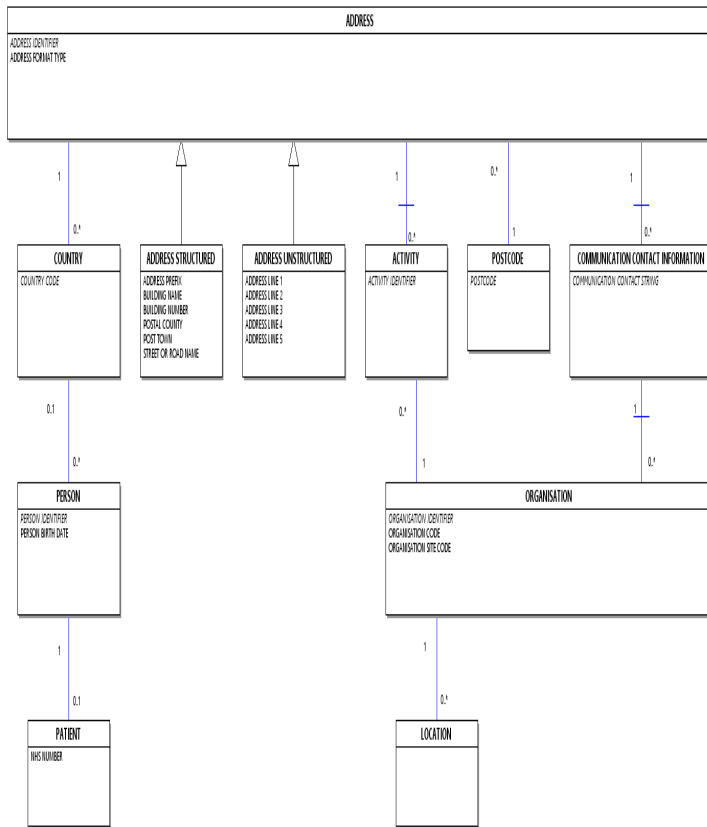 ADDRESS
ADDRESS IDENTIFIER
ADDRESS FORMAT TYPE
1
1
0..*
1
0..*
0..*
0..*
1
0..*
COUNTRY
COUNTRY CODE
ADDRESS STRUCTURED
ADDRESS PREFIX
BUILDING NAME
BUILDING NUMBER
POSTAL COUNTY
POST TOWN
STREET OR ROAD NAME
ADDRESS UNSTRUCTURED
ADDRESS LINE 1
ADDRESS LINE 2
ADDRESS LINE 3
ADDRESS LINE 4
ADDRESS LINE 5
ACTIVITY
ACTIVITY IDENTIFIER
POSTCODE
POSTCODE
COMMUNICATION CONTACT INFORMATION
COMMUNICATION CONTACT STRING
0..1
0..*
1
0..*
1
0..*
PERSON
PERSON IDENTIFIER
PERSON BIRTH DATE
ORGANISATION
ORGANISATION IDENTIFIER
ORGANISATION CODE
ORGANISATION SITE CODE
1
1
0..1
0..*
PATIENT
NHS NUMBER
LOCATION